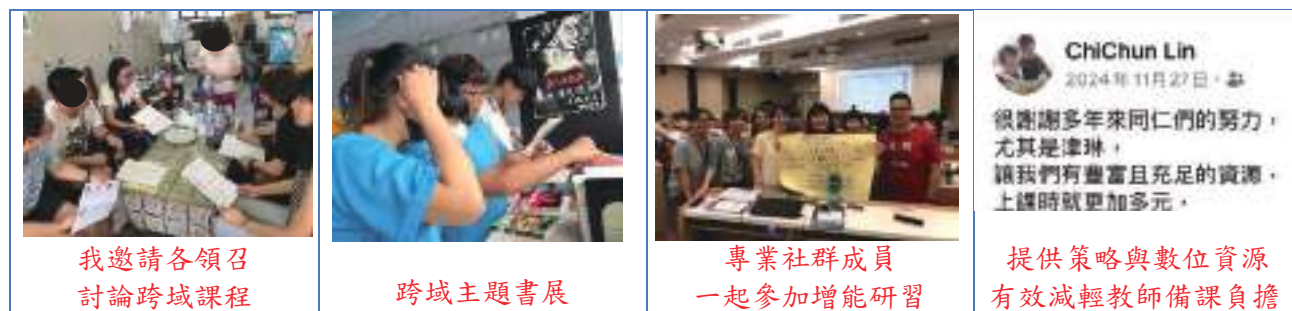 ChiChun Lin
2024年11月27日
很謝謝多年來同仁們的努力，
尤其是津琳，
讓我們有豐富且充足的資源，
上課時就更加多元，
我邀請各領召
討論跨域課程
跨域主題書展
專業社群成員
一起參加增能研習
提供策略與數位資源
有效減輕教師備課負擔